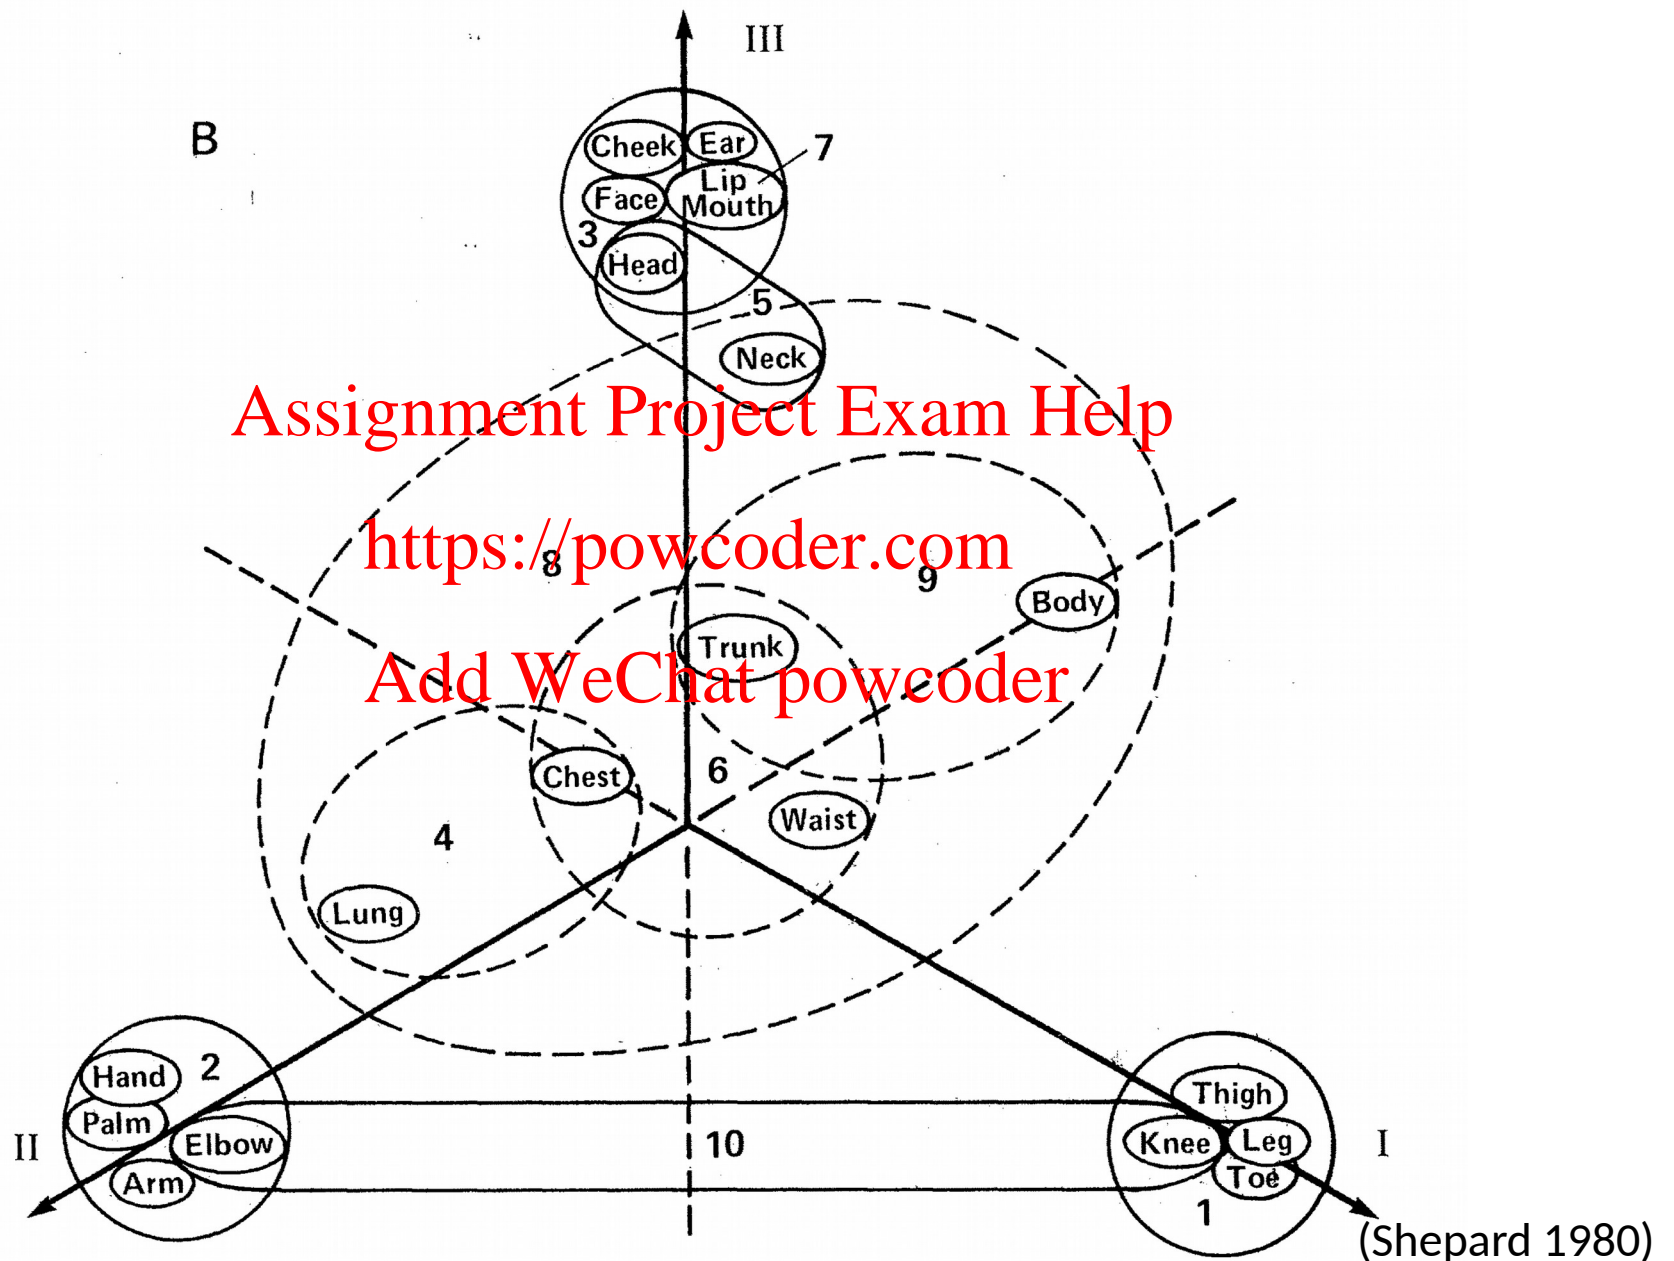 III
B
Cheek
Ear
7
Face
Lip
Mouth
3
Head
5
Neck
Assignment Project Exam Help
https://powcoder.com
8
9
Body
Trunk
Add WeChat powcoder
Chest
6
Waist
4
Lung
Hand
2
Thigh
Palm
II
Elbow
10
Knee
Leg
I
Arm
Toe
1
(Shepard 1980)